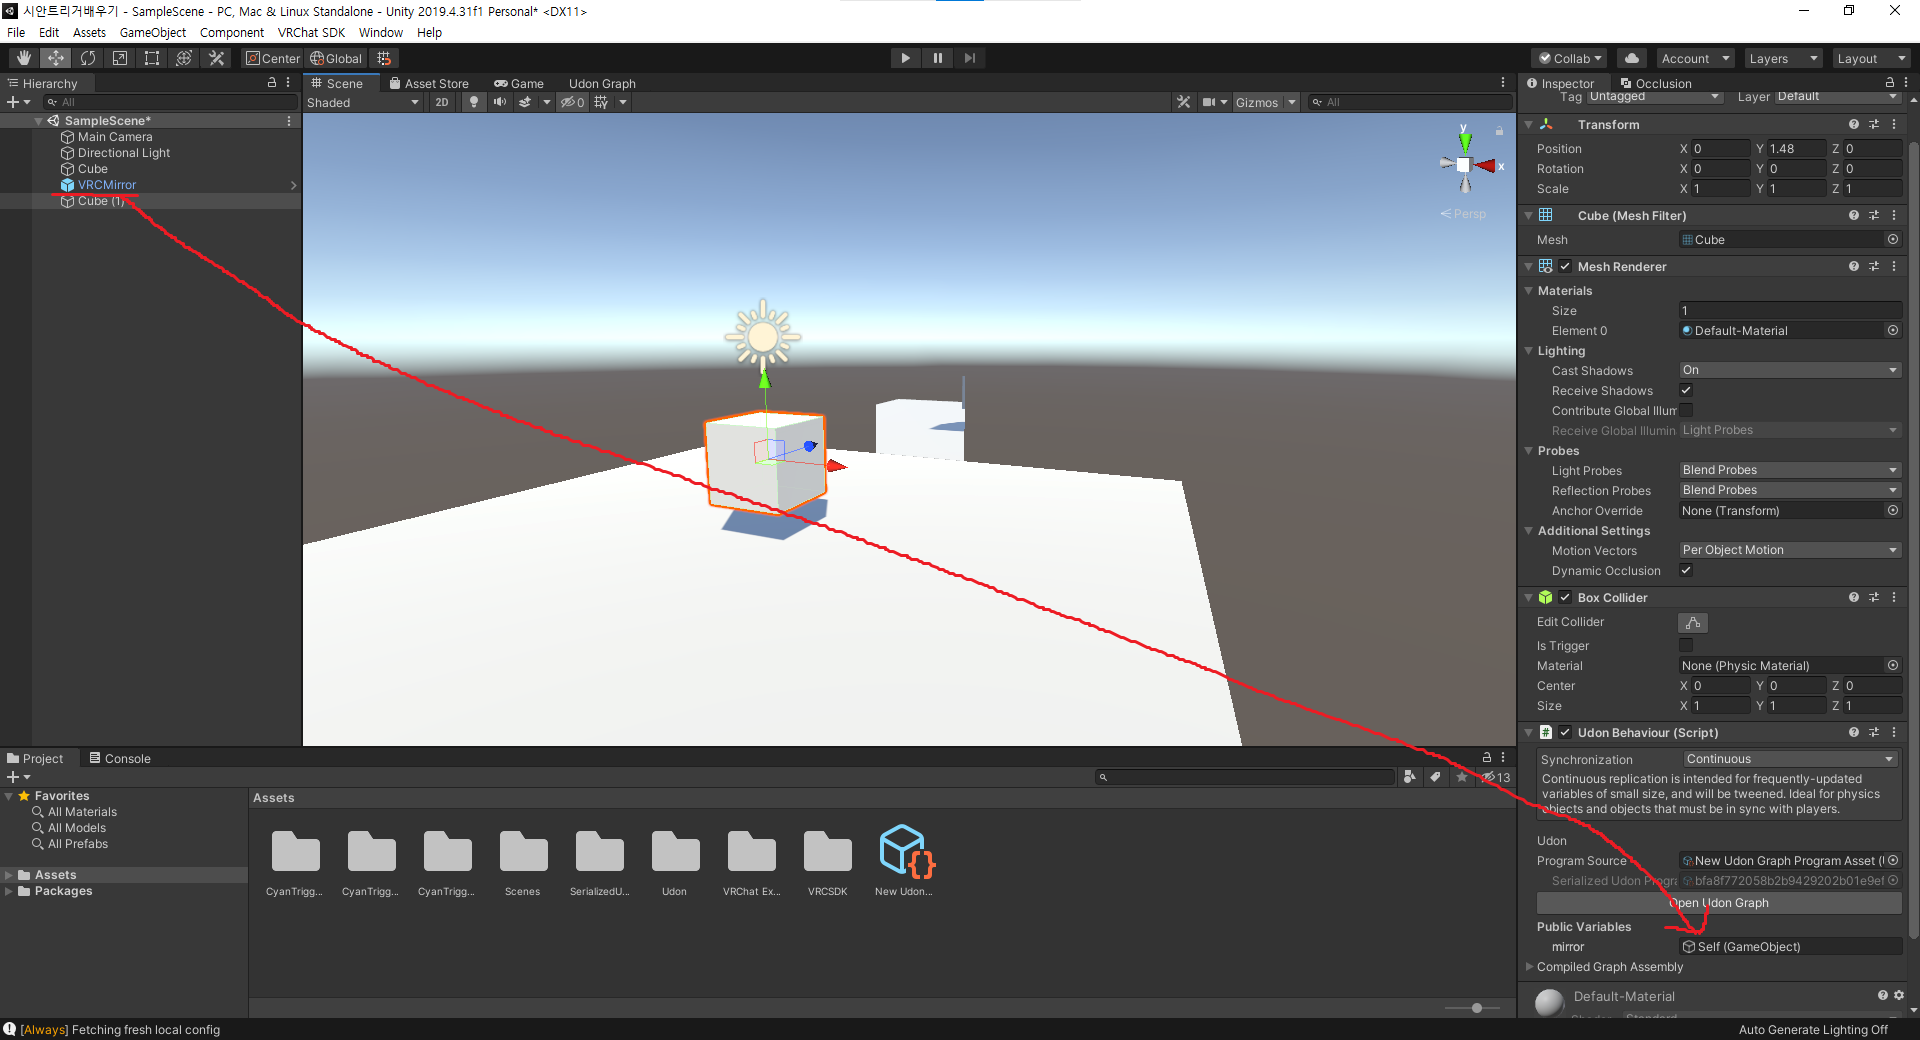 시안트리거배우기 - SampleScene - PC, Mac & Linux Standalone - Unity 2019.4.31f1 Personal* <DX11>
File Edit Assets GameObject Component VRChat SDK Window Help
Center Global Collab Account Layers Layout
Hierarchy
All
SampleScene*
Main Camera
Directional Light
Cube
VRCMirror
Cube (1)
Scene Asset Store Game Udon Graph
Shaded 2D 0 Gizmos All
y
x
Persp
Inspector Occlusion
Tag Untagged Layer Default
Transform
Position X 0 Y 1.48 Z 0
Rotation X 0 Y 0 Z 0
Scale X 1 Y 1 Z 1
Cube (Mesh Filter)
Mesh Cube
Mesh Renderer
Materials
Size 1
Element 0 Default-Material
Lighting
Cast Shadows On
Receive Shadows
Contribute Global Illum
Receive Global Illumin Light Probes
Probes
Light Probes Blend Probes
Reflection Probes Blend Probes
Anchor Override None (Transform)
Additional Settings
Motion Vectors Per Object Motion
Dynamic Occlusion
Box Collider
Edit Collider
Is Trigger
Material None (Physic Material)
Center X 0 Y 0 Z 0
Size X 1 Y 1 Z 1
Udon Behaviour (Script)
Synchronization Continuous
Continuous replication is intended for frequently-updated
variables of small size, and will be tweened. Ideal for physics
objects and objects that must be in sync with players.
Udon
Program Source New Udon Graph Program Asset (
Serialized Udon Progra bfa8f772058b2b9429202b01e9ef
Open Udon Graph
Public Variables
mirror Self (GameObject)
Compiled Graph Assembly
Default-Material
Shader Standard
Project Console
13
Favorites
All Materials
All Models
All Prefabs
Assets
Packages
Assets
CyanTrigg... CyanTrigg... CyanTrigg... Scenes SerializedU... Udon VRChat Ex... VRCSDK New Udon...
[Always] Fetching fresh local config
Auto Generate Lighting Off